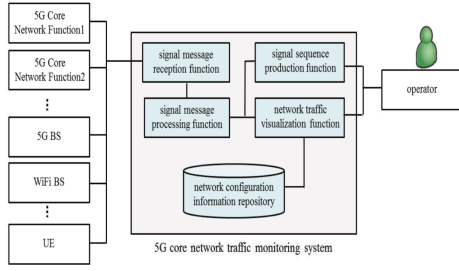 5G Core
Network Function1
5G Core
Network Function2
5G BS
WiFi BS
UE
signal message
reception function
signal sequence
production function
signal message
processing function
network traffic
visualization function
network configuration
information repository
operator
5G core network traffic monitoring system